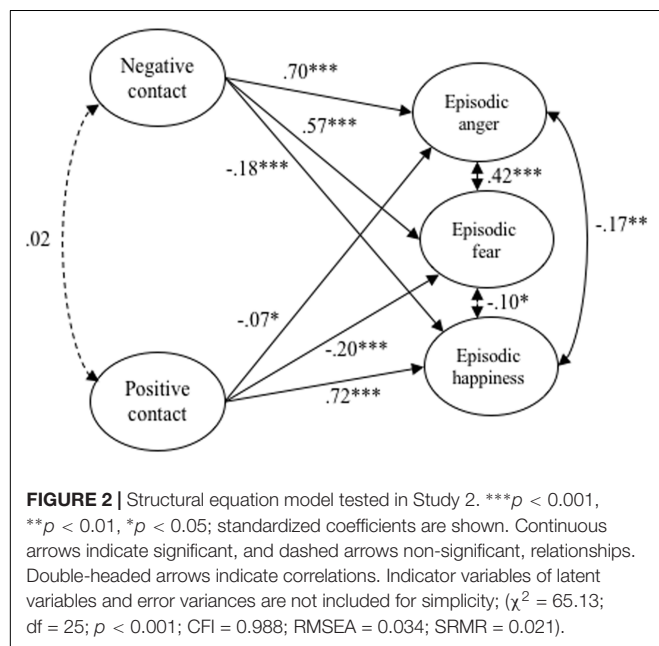 Negative
contact
.70***
Episodic
anger
.57***
-.18***
.42***
.02
Episodic
fear
-.17**
-.07*
-.10*
-.20***
Positive
contact
.72***
Episodic
happiness
FIGURE 2 | Structural equation model tested in Study 2. ***p < 0.001,
**p < 0.01, *p < 0.05; standardized coefficients are shown. Continuous
arrows indicate significant, and dashed arrows non-significant, relationships.
Double-headed arrows indicate correlations. Indicator variables of latent
variables and error variances are not included for simplicity; (χ² = 65.13;
df = 25; p < 0.001; CFI = 0.988; RMSEA = 0.034; SRMR = 0.021).